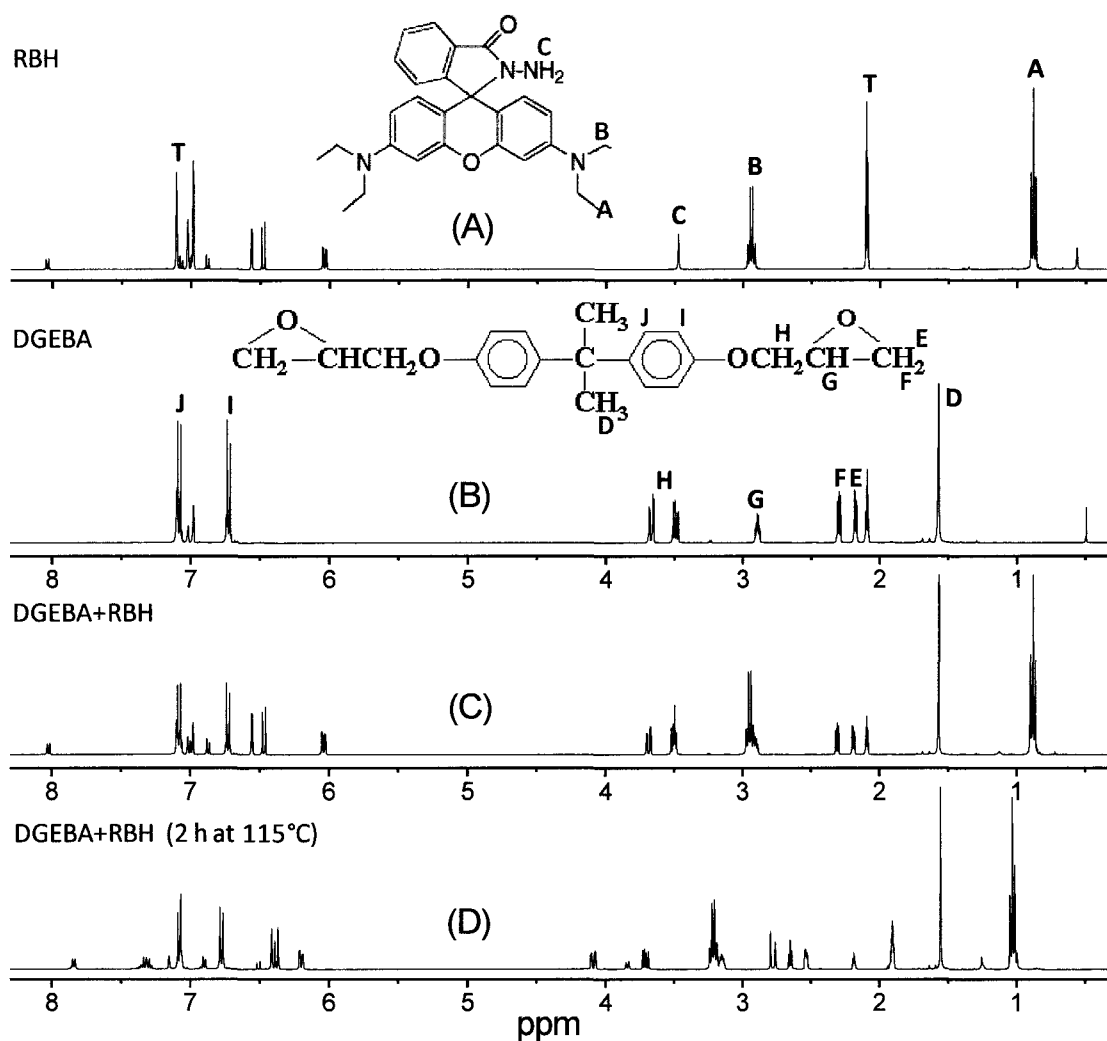 RBH
O
C
N-NH2
N
O
N
B
A
T
C
B
T
A
(A)
DGEBA
O
CH2 CHCH2O
CH3
CH3
D
J I
OCH2CH CH2
H
O
G
E
F
J
I
H
G
F E
D
(B)
8 7 6 5 4 3 2 1
DGEBA+RBH
(C)
8 7 6 5 4 3 2 1
DGEBA+RBH (2 h at 115°C)
(D)
8 7 6 5 4 3 2 1
ppm